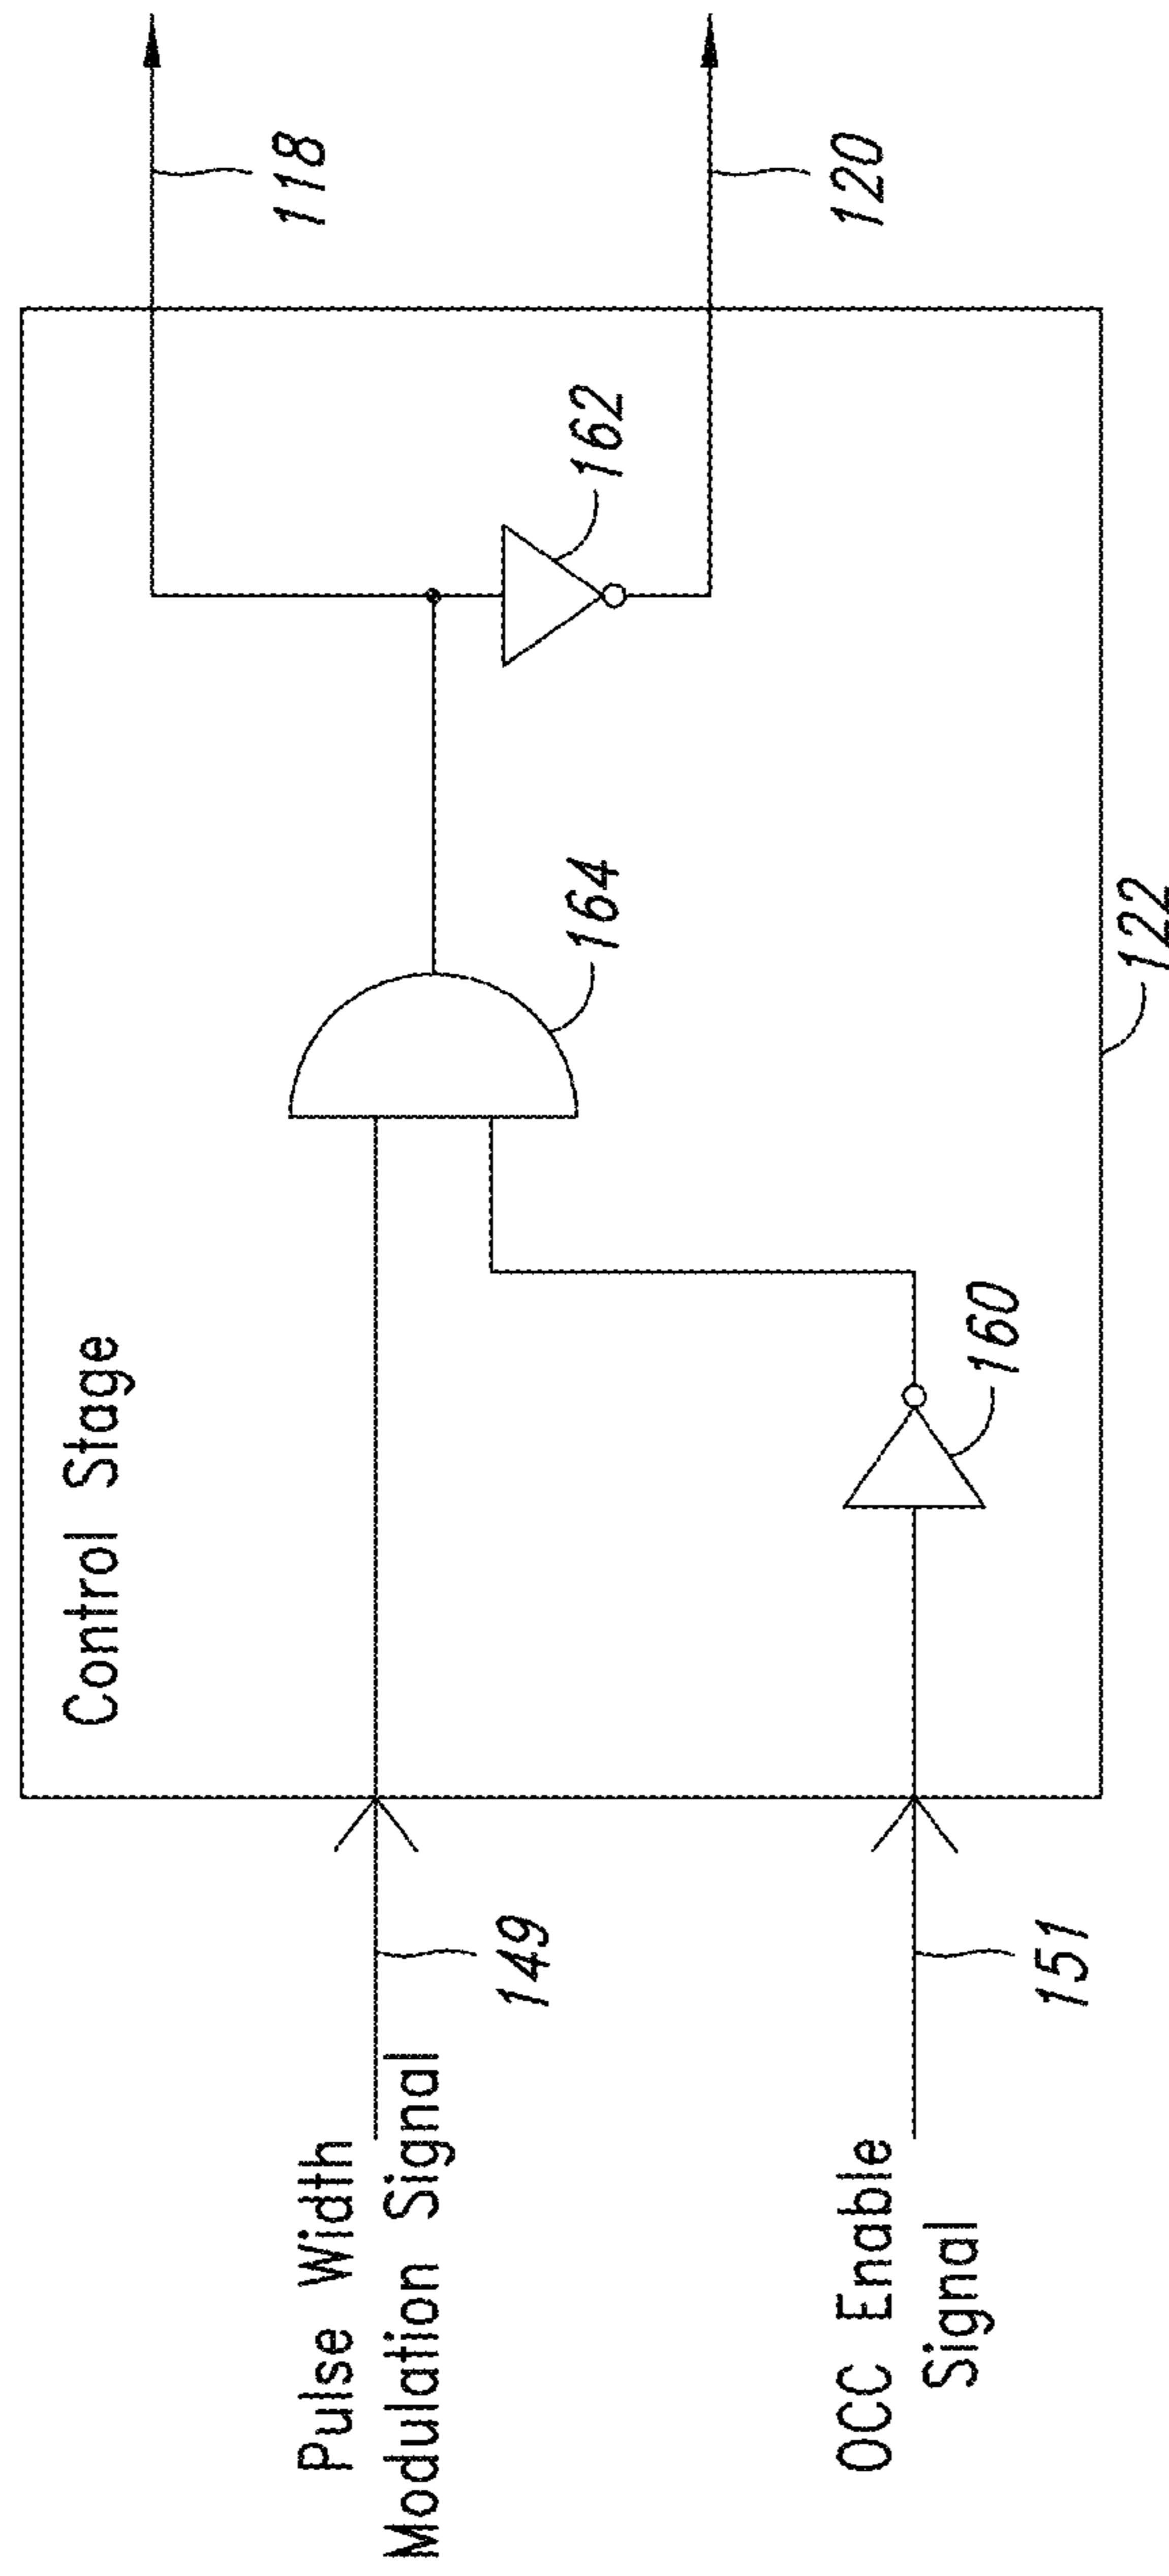 Control Stage
118
162
164
120
160
122
Pulse Width
Modulation Signal
149
OCC Enable
Signal
151